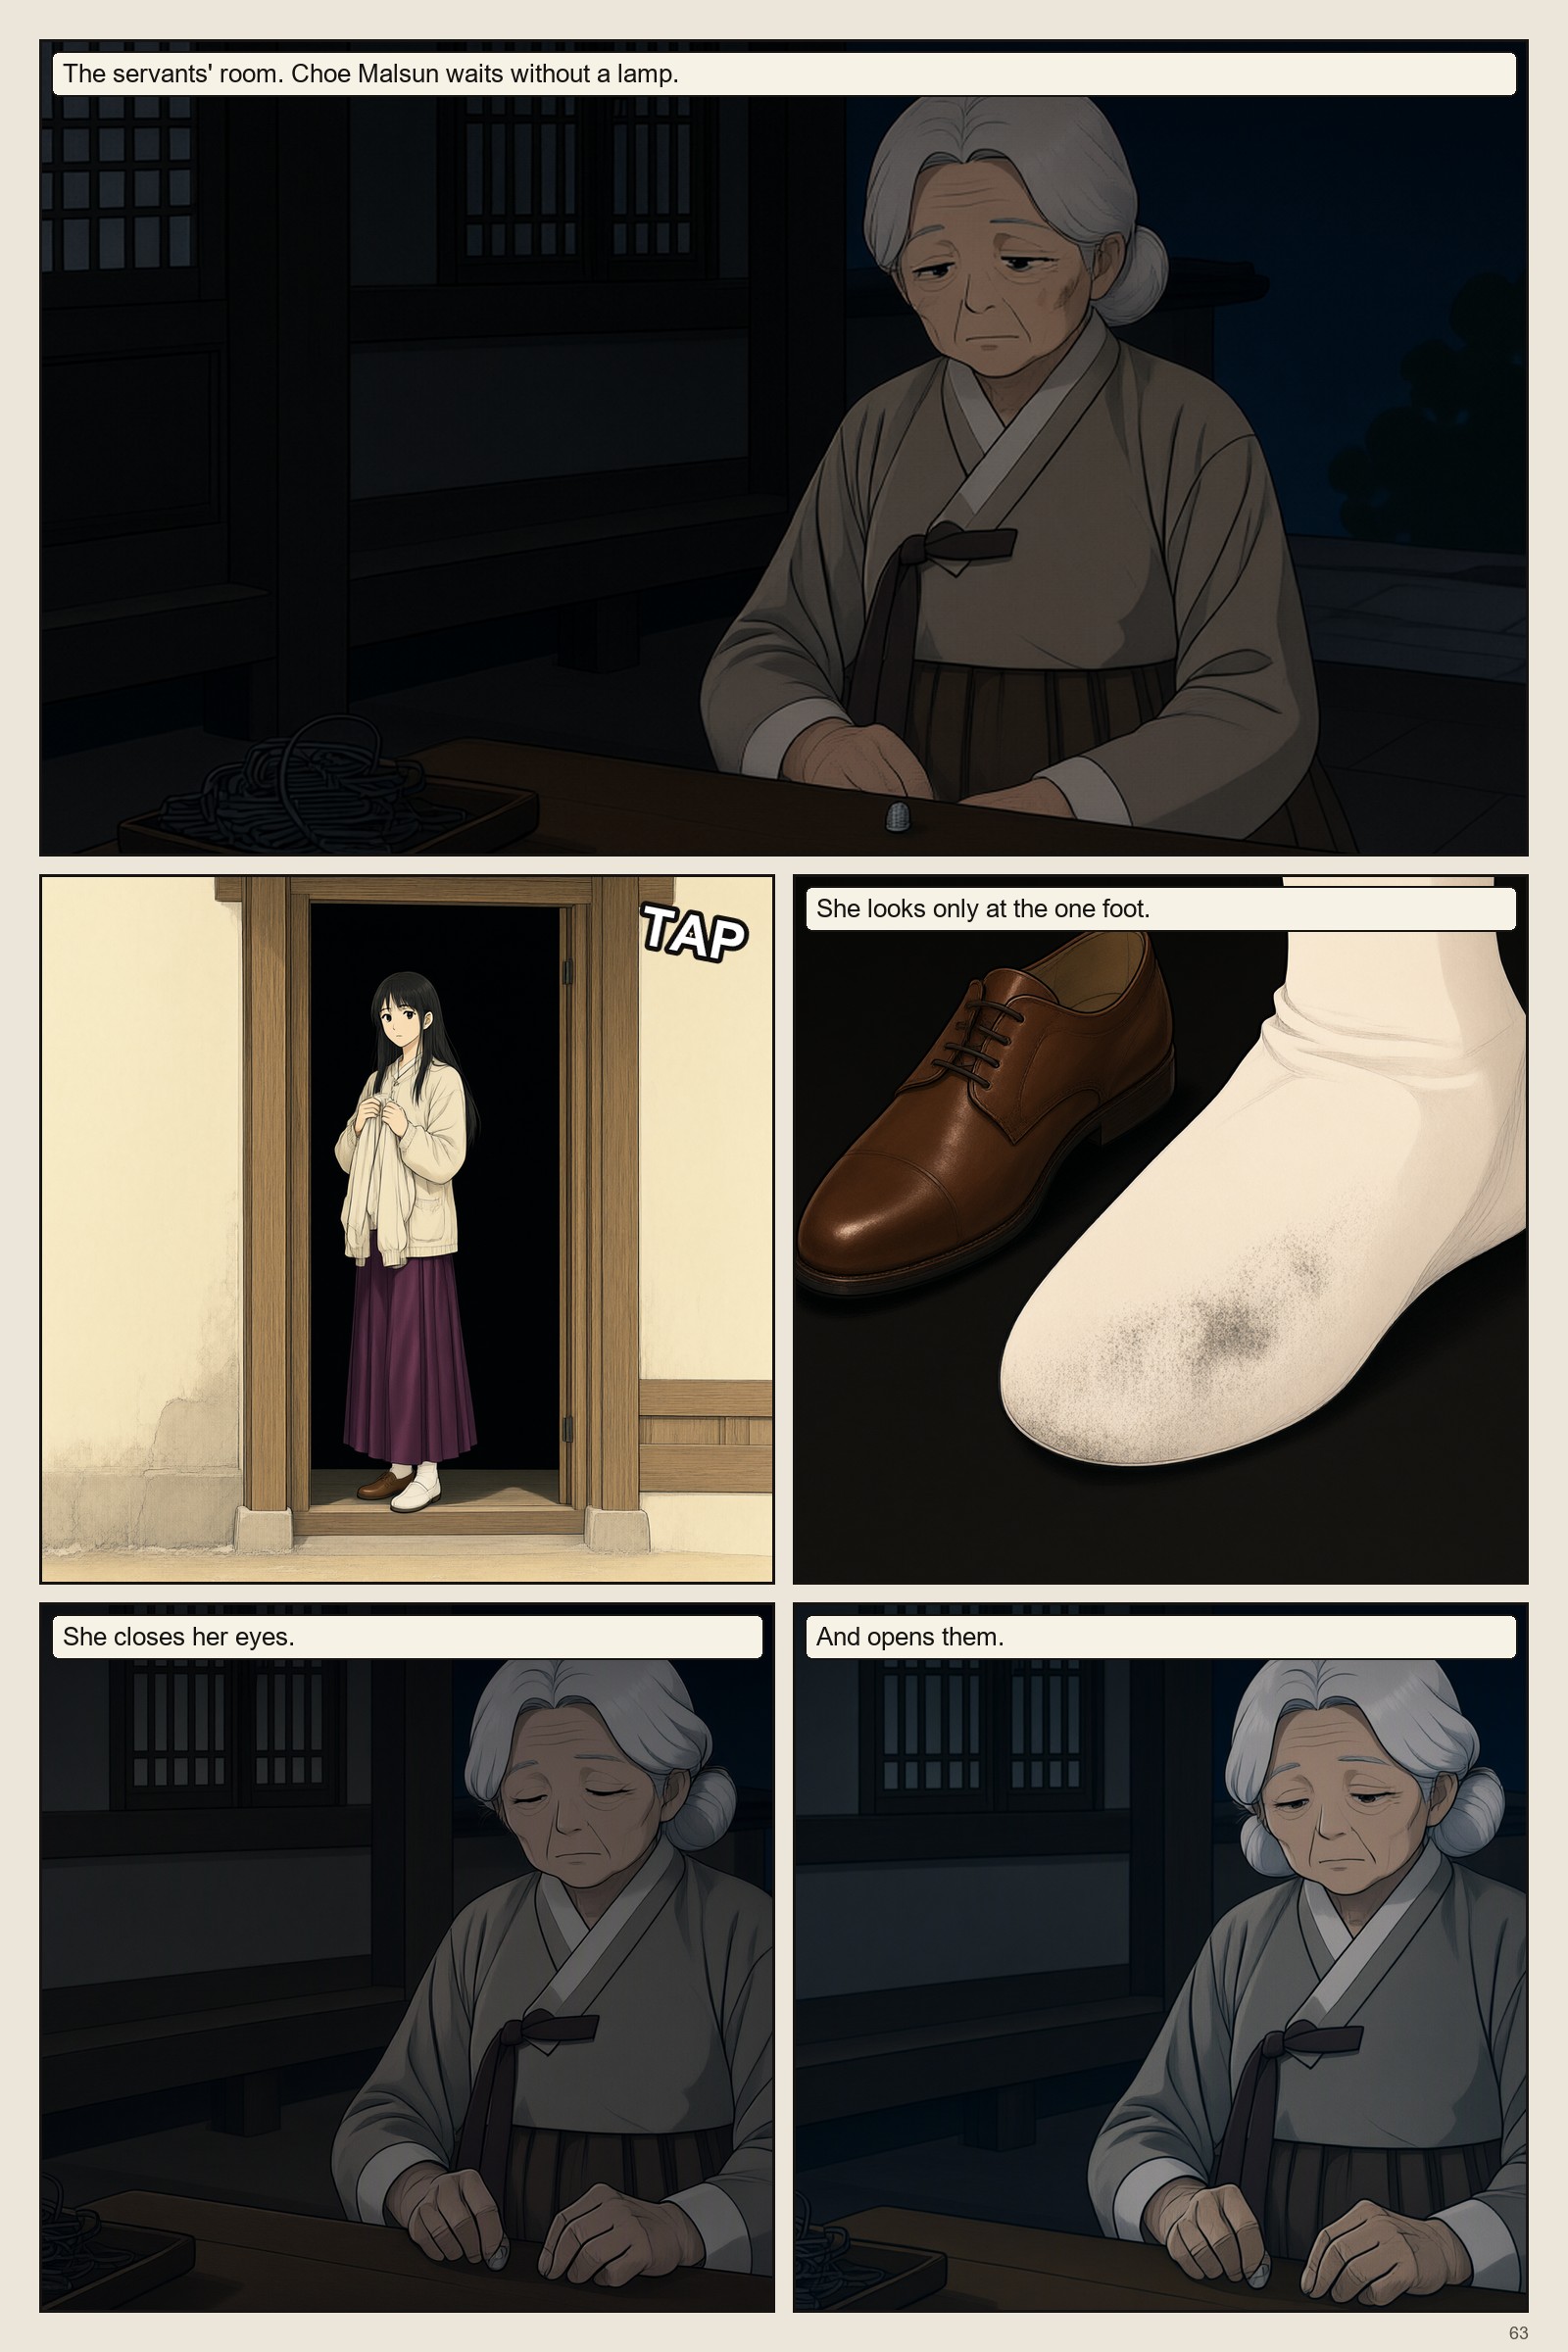 The servants' room. Choe Malsun waits without a lamp.
TAP
She looks only at the one foot.
She closes her eyes.
And opens them.
63